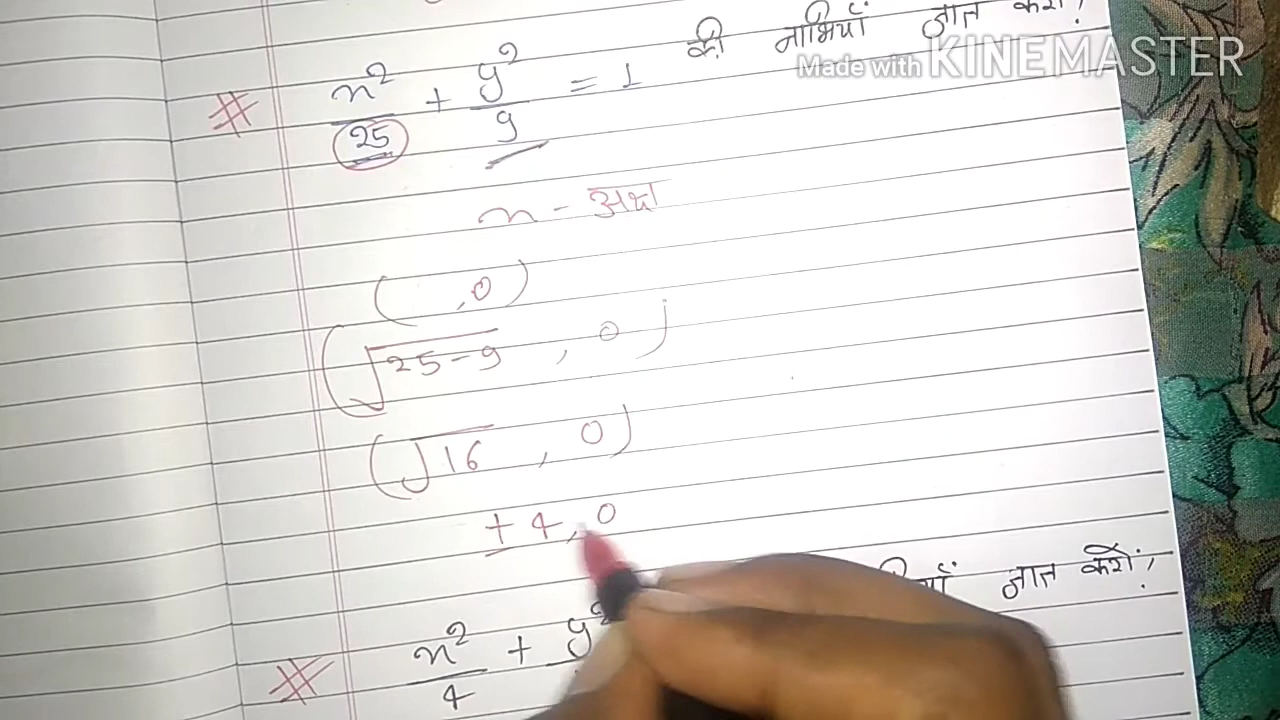 # x²/25 + y²/9 = 1 की नाभियाँ ज्ञात करो?
Made with KINEMASTER
x - अक्ष
( , 0)
(√25-9 , 0)
(√16 , 0)
± 4, 0
# x²/4 + y² ज्ञात करो?